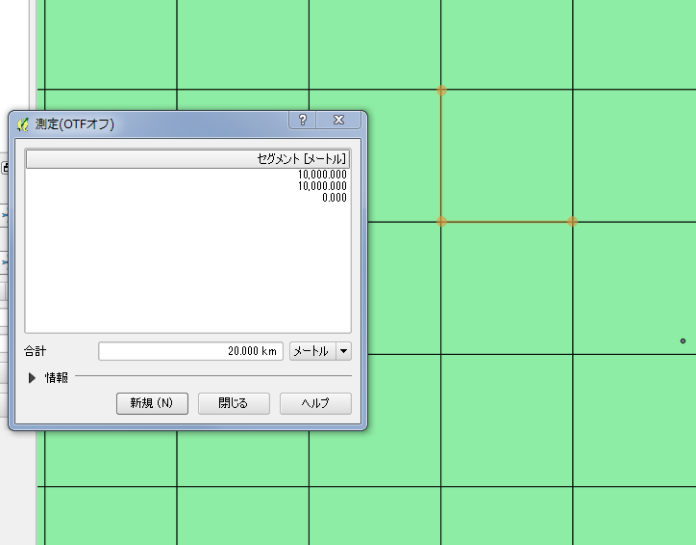 測定(OTFオフ)
セグメント [メートル]
10,000.000
10,000.000
0.000
合計
20.000 km
メートル
情報
新規 (N)
閉じる
ヘルプ